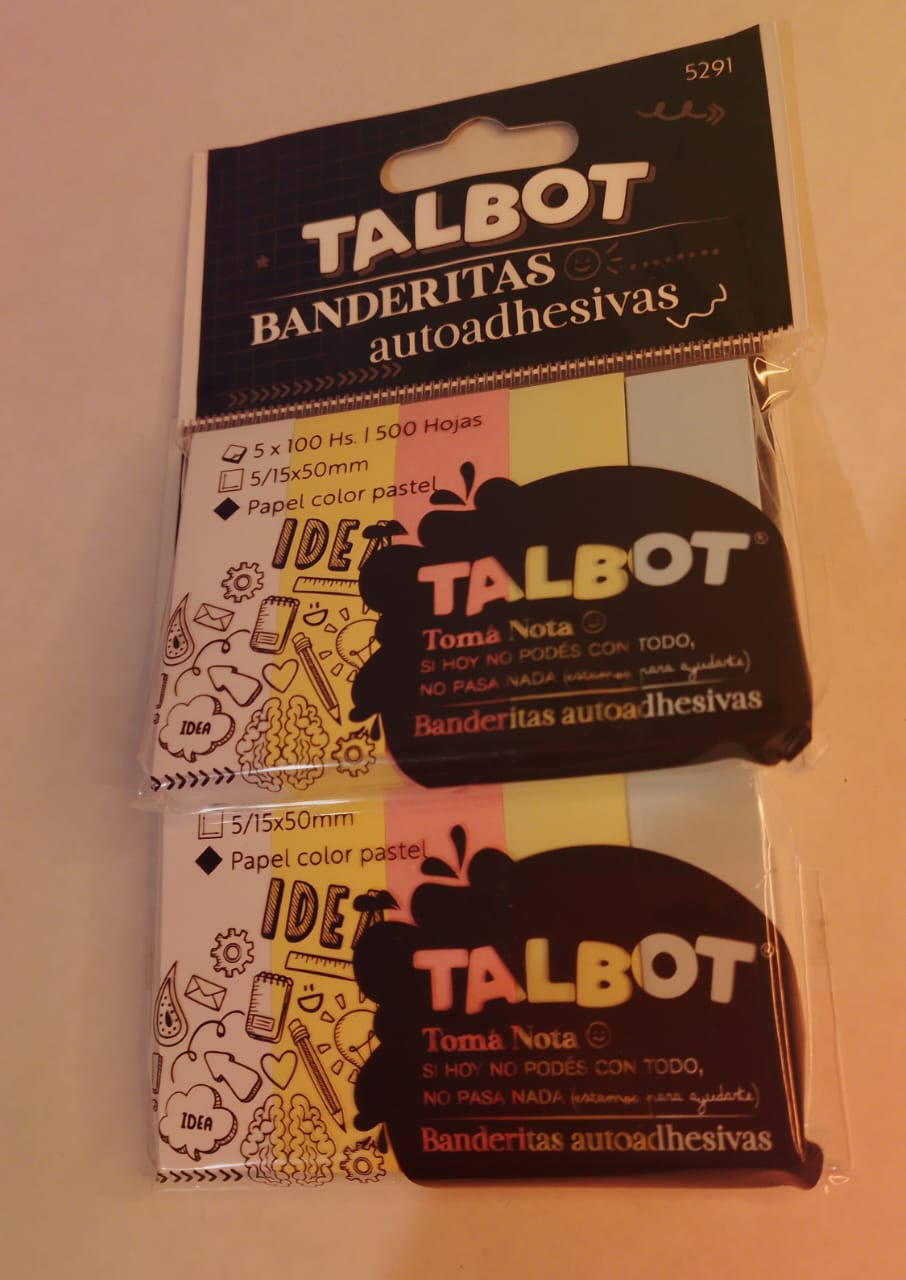 5291
TALBOT
BANDERITAS
autoadhesivas
5 x 100 Hs. | 500 Hojas
5/15x50mm
Papel color pastel
IDEA
TALBOT®
Tomá Nota
SI HOY NO PODÉS CON TODO,
NO PASA NADA (estamos para ayudarte)
Banderitas autoadhesivas
IDEA
5/15x50mm
Papel color pastel
IDEA
TALBOT®
Tomá Nota
SI HOY NO PODÉS CON TODO,
NO PASA NADA (estamos para ayudarte)
Banderitas autoadhesivas
IDEA